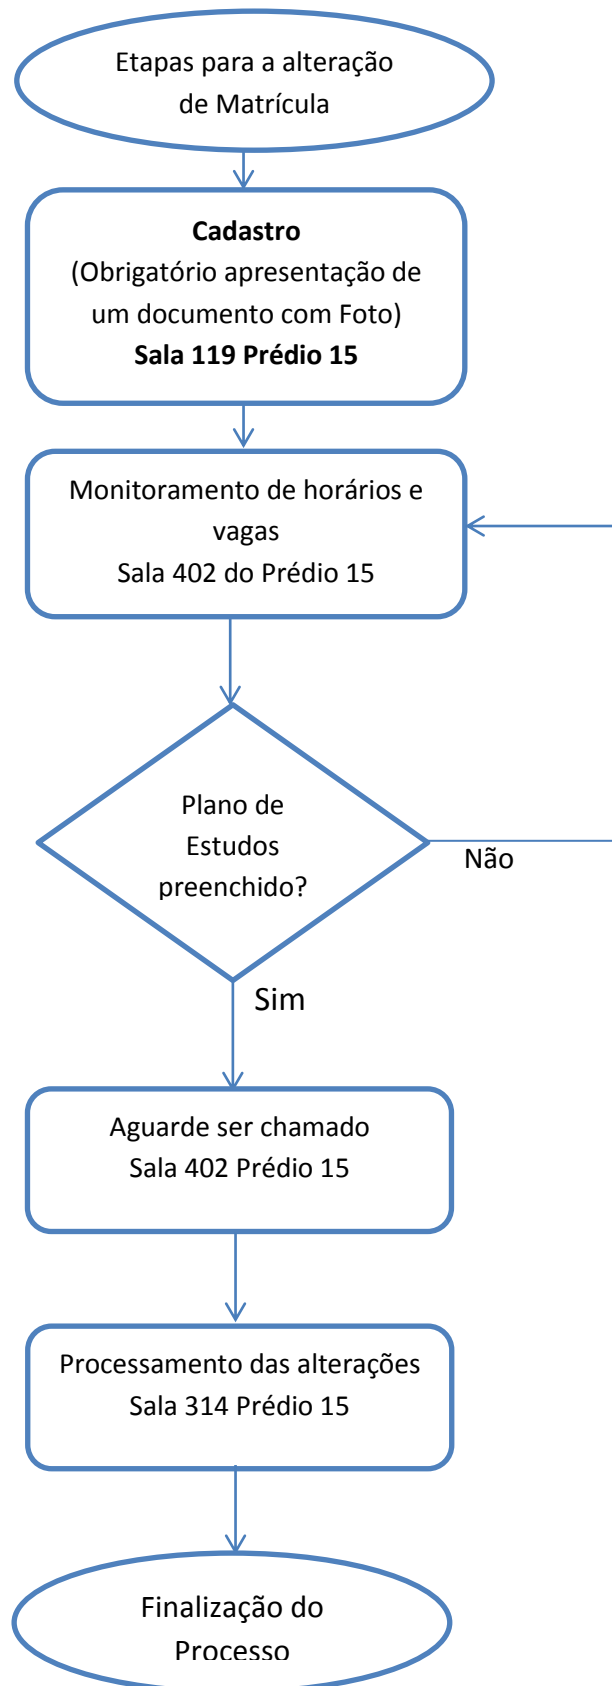 Etapas para a alteração
de Matrícula
Cadastro
(Obrigatório apresentação de
um documento com Foto)
Sala 119 Prédio 15
Monitoramento de horários e
vagas
Sala 402 do Prédio 15
Plano de
Estudos
preenchido?
Não
Sim
Aguarde ser chamado
Sala 402 Prédio 15
Processamento das alterações
Sala 314 Prédio 15
Finalização do
Processo